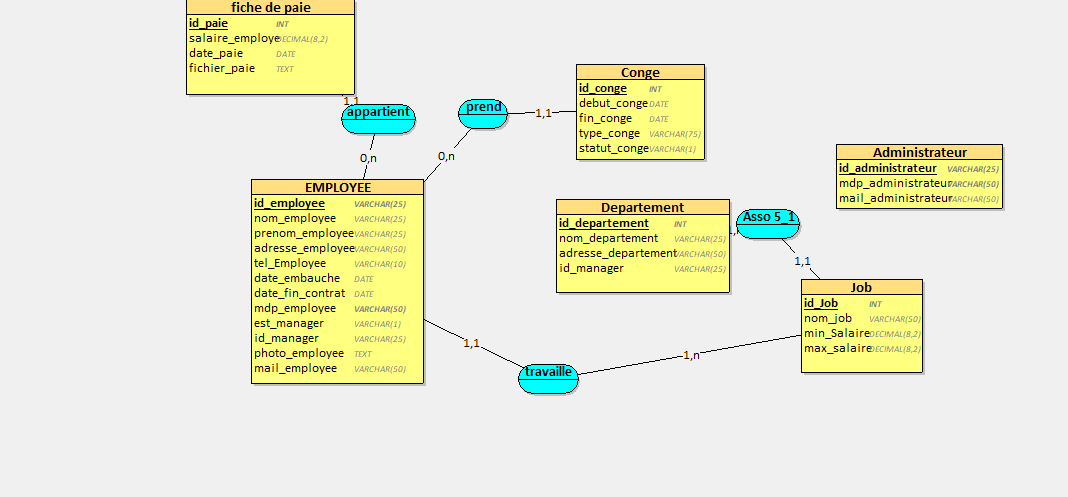 fiche de paie
id_paie INT
salaire_employe DECIMAL(8,2)
date_paie DATE
fichier_paie TEXT
1,1
appartient
0,n
prend
1,1
0,n
Conge
id_conge INT
debut_conge DATE
fin_conge DATE
type_conge VARCHAR(75)
statut_conge VARCHAR(1)
Administrateur
id_administrateur VARCHAR(25)
mdp_administrateur VARCHAR(50)
mail_administrateur VARCHAR(50)
EMPLOYEE
id_employee VARCHAR(25)
nom_employee VARCHAR(25)
prenom_employee VARCHAR(25)
adresse_employee VARCHAR(50)
tel_Employee VARCHAR(10)
date_embauche DATE
date_fin_contrat DATE
mdp_employee VARCHAR(50)
est_manager VARCHAR(1)
id_manager VARCHAR(25)
photo_employee TEXT
mail_employee VARCHAR(50)
Departement
id_departement INT
nom_departement VARCHAR(25)
adresse_departement VARCHAR(50)
id_manager VARCHAR(25)
Asso 5_1
1,1
Job
id_Job INT
nom_job VARCHAR(50)
min_Salaire DECIMAL(8,2)
max_salaire DECIMAL(8,2)
1,1
travaille
1,n